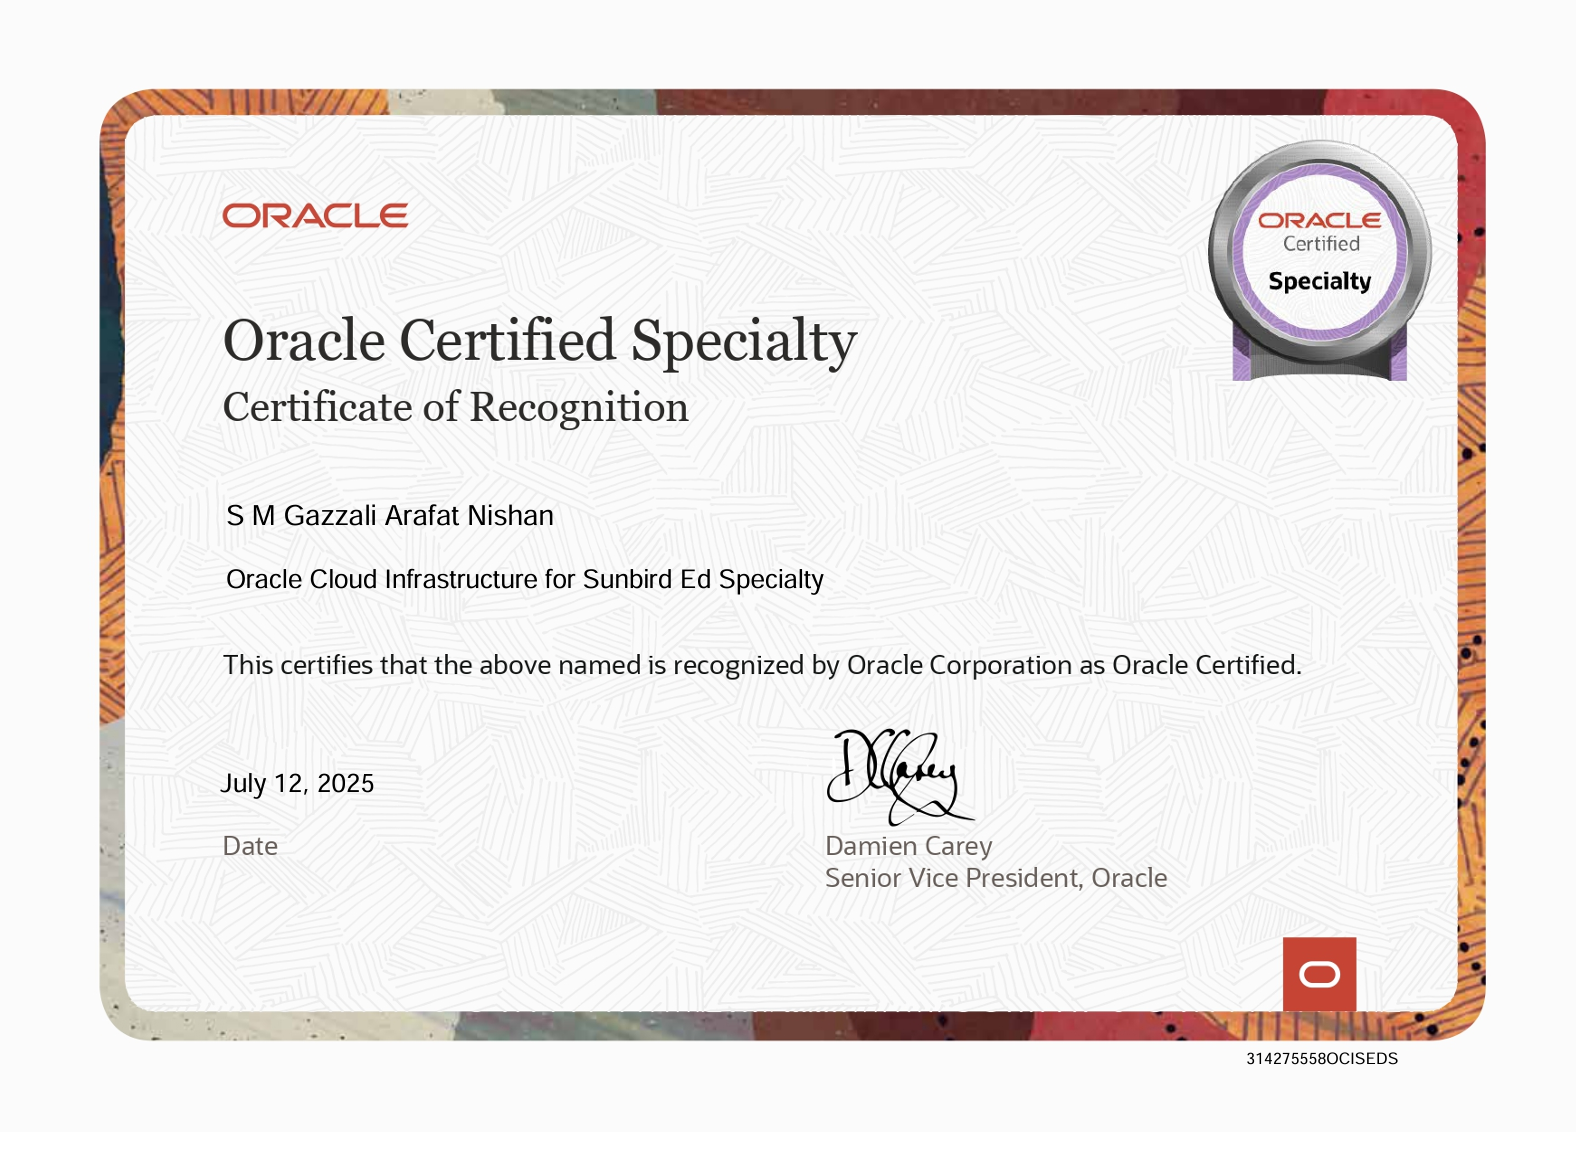 ORACLE
ORACLE
Certified
Specialty
Oracle Certified Specialty
Certificate of Recognition
S M Gazzali Arafat Nishan
Oracle Cloud Infrastructure for Sunbird Ed Specialty
This certifies that the above named is recognized by Oracle Corporation as Oracle Certified.
July 12, 2025
Date
DCarey
Damien Carey
Senior Vice President, Oracle
314275558OCISEDS